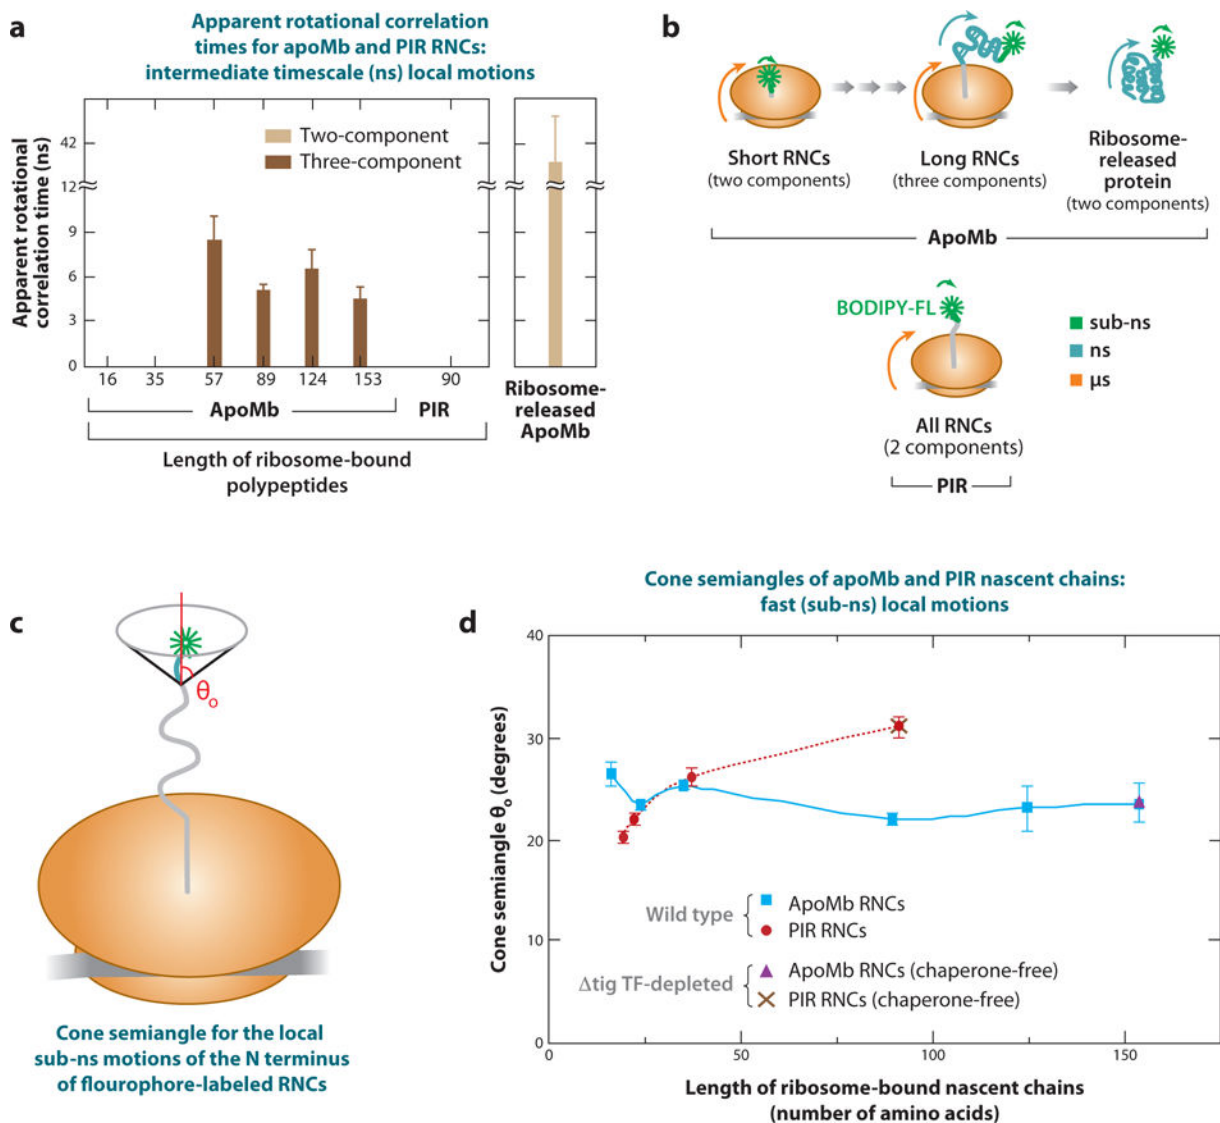 a
Apparent rotational correlation
times for apoMb and PIR RNCs:
intermediate timescale (ns) local motions
Apparent rotational
correlation time (ns)
42
12
9
6
3
0
Two-component
Three-component
16 35 57 89 124 153 90
ApoMb PIR
Length of ribosome-bound
polypeptides
Ribosome-
released
ApoMb
b
Short RNCs
(two components)
Long RNCs
(three components)
Ribosome-
released
protein
(two components)
ApoMb
BODIPY-FL
sub-ns
ns
µs
All RNCs
(2 components)
PIR
c
θo
Cone semiangle for the local
sub-ns motions of the N terminus
of flourophore-labeled RNCs
d
Cone semiangles of apoMb and PIR nascent chains:
fast (sub-ns) local motions
Cone semiangle θo (degrees)
40
30
20
10
0
Wild type
ApoMb RNCs
PIR RNCs
Δtig TF-depleted
ApoMb RNCs (chaperone-free)
PIR RNCs (chaperone-free)
0 50 100 150
Length of ribosome-bound nascent chains
(number of amino acids)